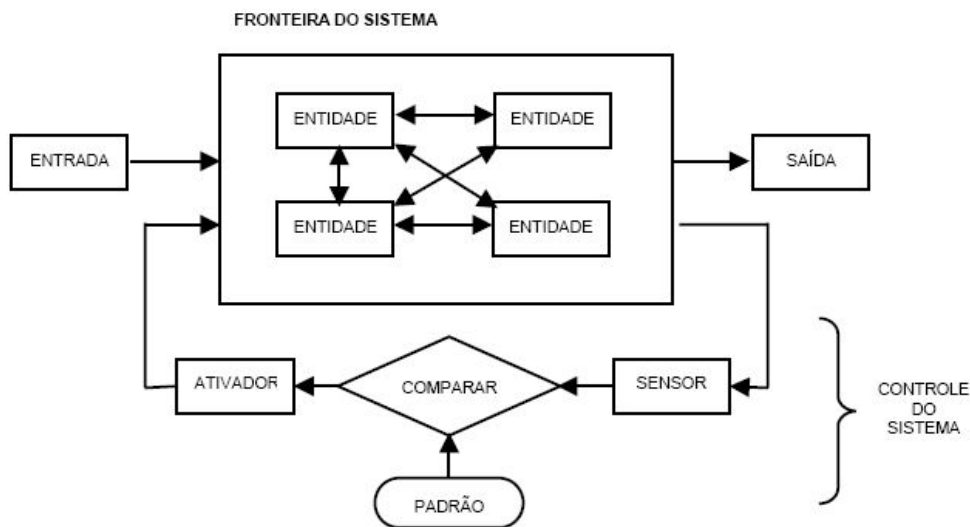 FRONTEIRA DO SISTEMA
ENTIDADE
ENTIDADE
ENTRADA
SAÍDA
ENTIDADE
ENTIDADE
ATIVADOR
COMPARAR
SENSOR
CONTROLE
DO
SISTEMA
PADRÃO